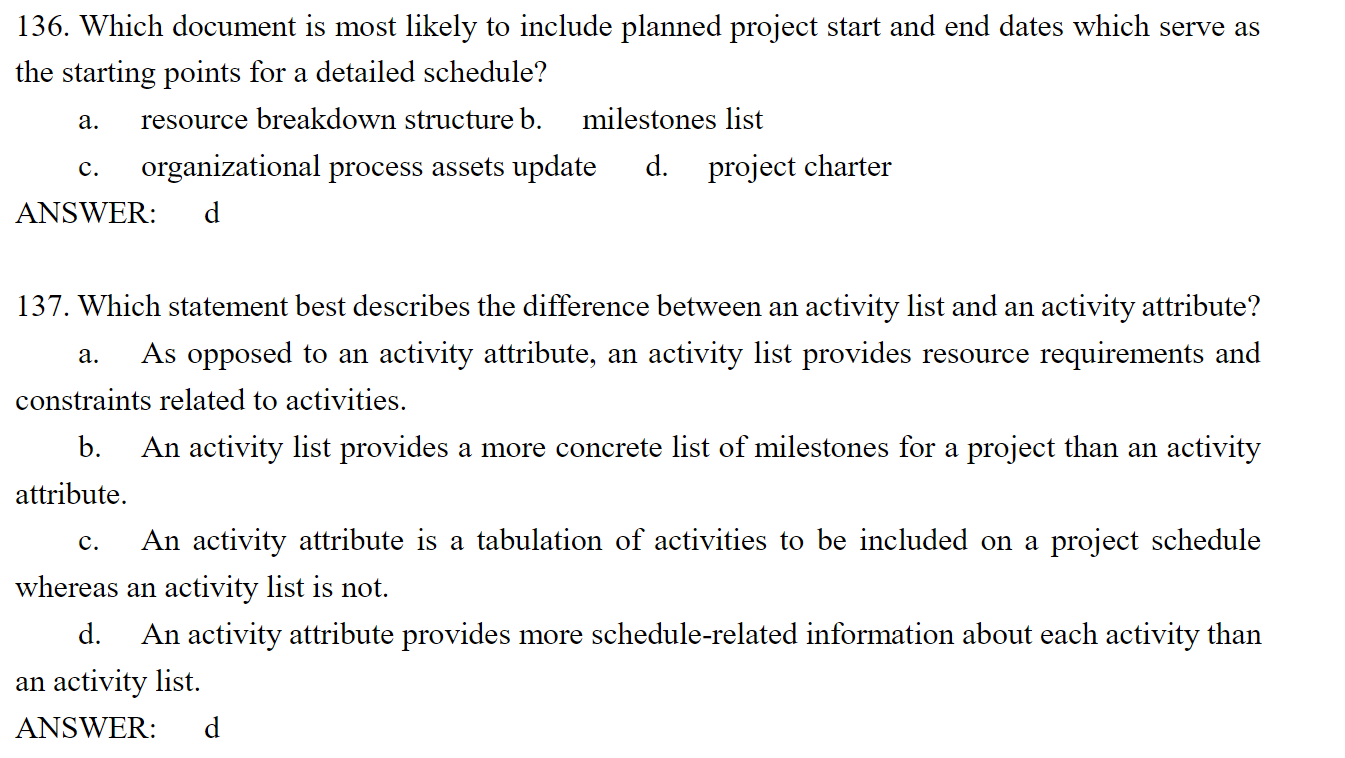 136. Which document is most likely to include planned project start and end dates which serve as
the starting points for a detailed schedule?
a. resource breakdown structure b. milestones list
c. organizational process assets update d. project charter
ANSWER: d
137. Which statement best describes the difference between an activity list and an activity attribute?
a. As opposed to an activity attribute, an activity list provides resource requirements and
constraints related to activities.
b. An activity list provides a more concrete list of milestones for a project than an activity
attribute.
c. An activity attribute is a tabulation of activities to be included on a project schedule
whereas an activity list is not.
d. An activity attribute provides more schedule-related information about each activity than
an activity list.
ANSWER: d